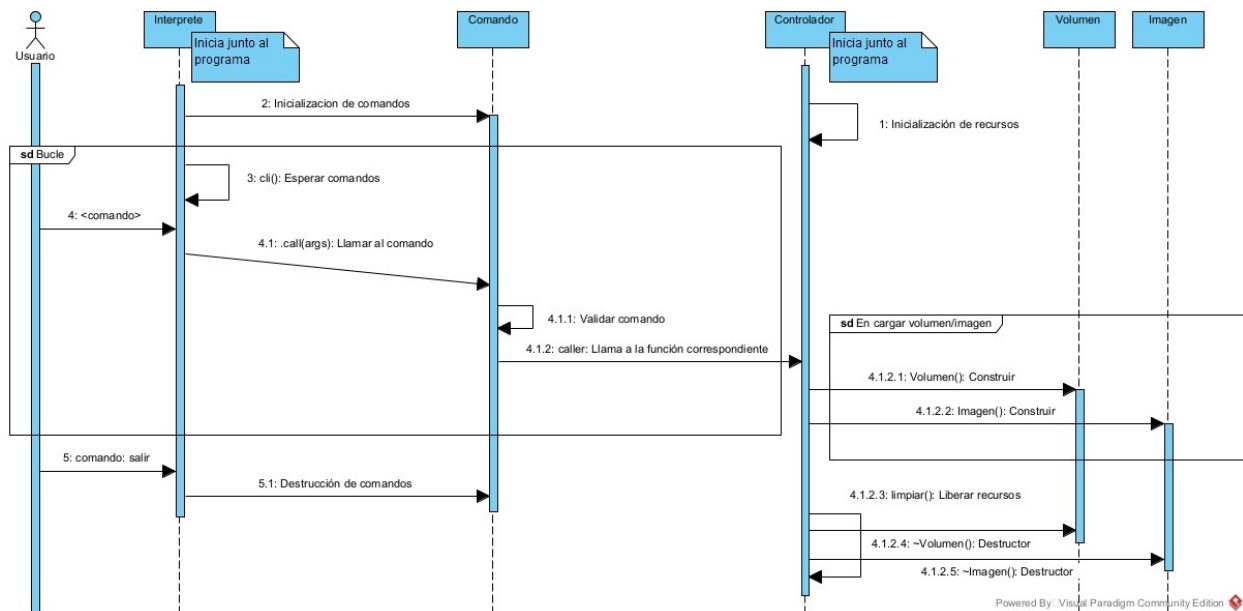 Usuario
Interprete
Comando
Controlador
Volumen
Imagen
Inicia junto al
programa
Inicia junto al
programa
2: Inicializacion de comandos
1: Inicialización de recursos
sd Bucle
3: cli(): Esperar comandos
4: <comando>
4.1: .call(args): Llamar al comando
4.1.1: Validar comando
sd En cargar volumen/imagen
4.1.2: caller: Llama a la función correspondiente
4.1.2.1: Volumen(): Construir
4.1.2.2: Imagen(): Construir
5: comando: salir
5.1: Destrucción de comandos
4.1.2.3: limpiar(): Liberar recursos
4.1.2.4: ~Volumen(): Destructor
4.1.2.5: ~Imagen(): Destructor
Powered By Visual Paradigm Community Edition